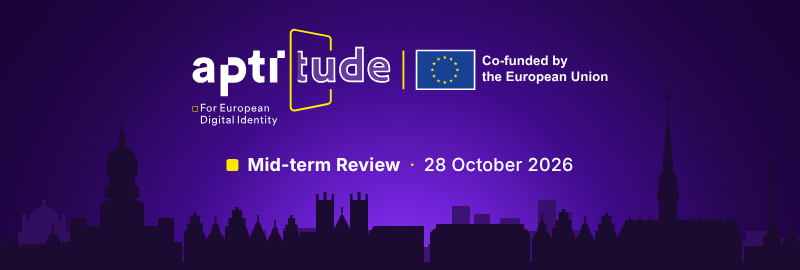 aptitude
For European
Digital Identity
Co-funded by
the European Union
Mid-term Review · 28 October 2026